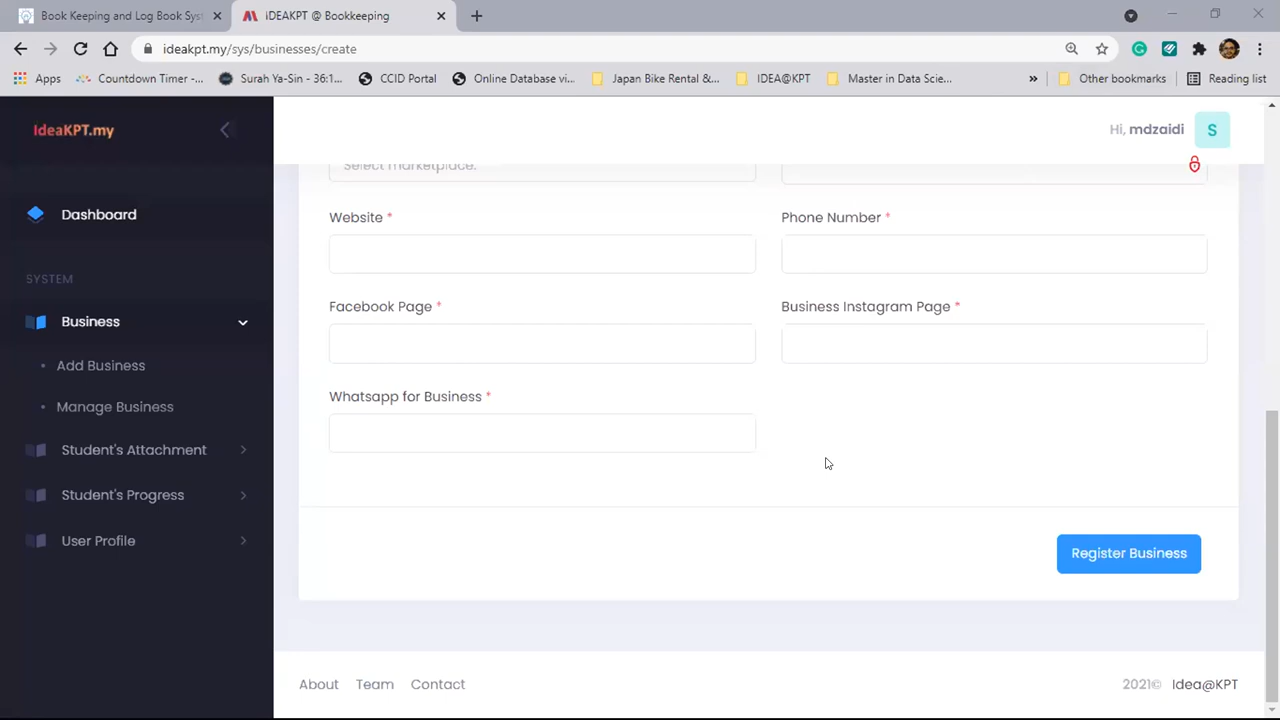 Book Keeping and Log Book Syst
iDEAKPT @ Bookkeeping
ideakpt.my/sys/businesses/create
Apps
Countdown Timer -...
Surah Ya-Sin - 36:1...
CCID Portal
Online Database vi...
Japan Bike Rental &...
IDEA@KPT
Master in Data Scie...
»
Other bookmarks
Reading list
IdeaKPT.my
Hi, mdzaidi
S
Select marketplace.
Dashboard
Website *
Phone Number *
SYSTEM
Business
Facebook Page *
Business Instagram Page *
Add Business
Manage Business
Whatsapp for Business *
Student's Attachment
Student's Progress
User Profile
Register Business
About
Team
Contact
2021© Idea@KPT